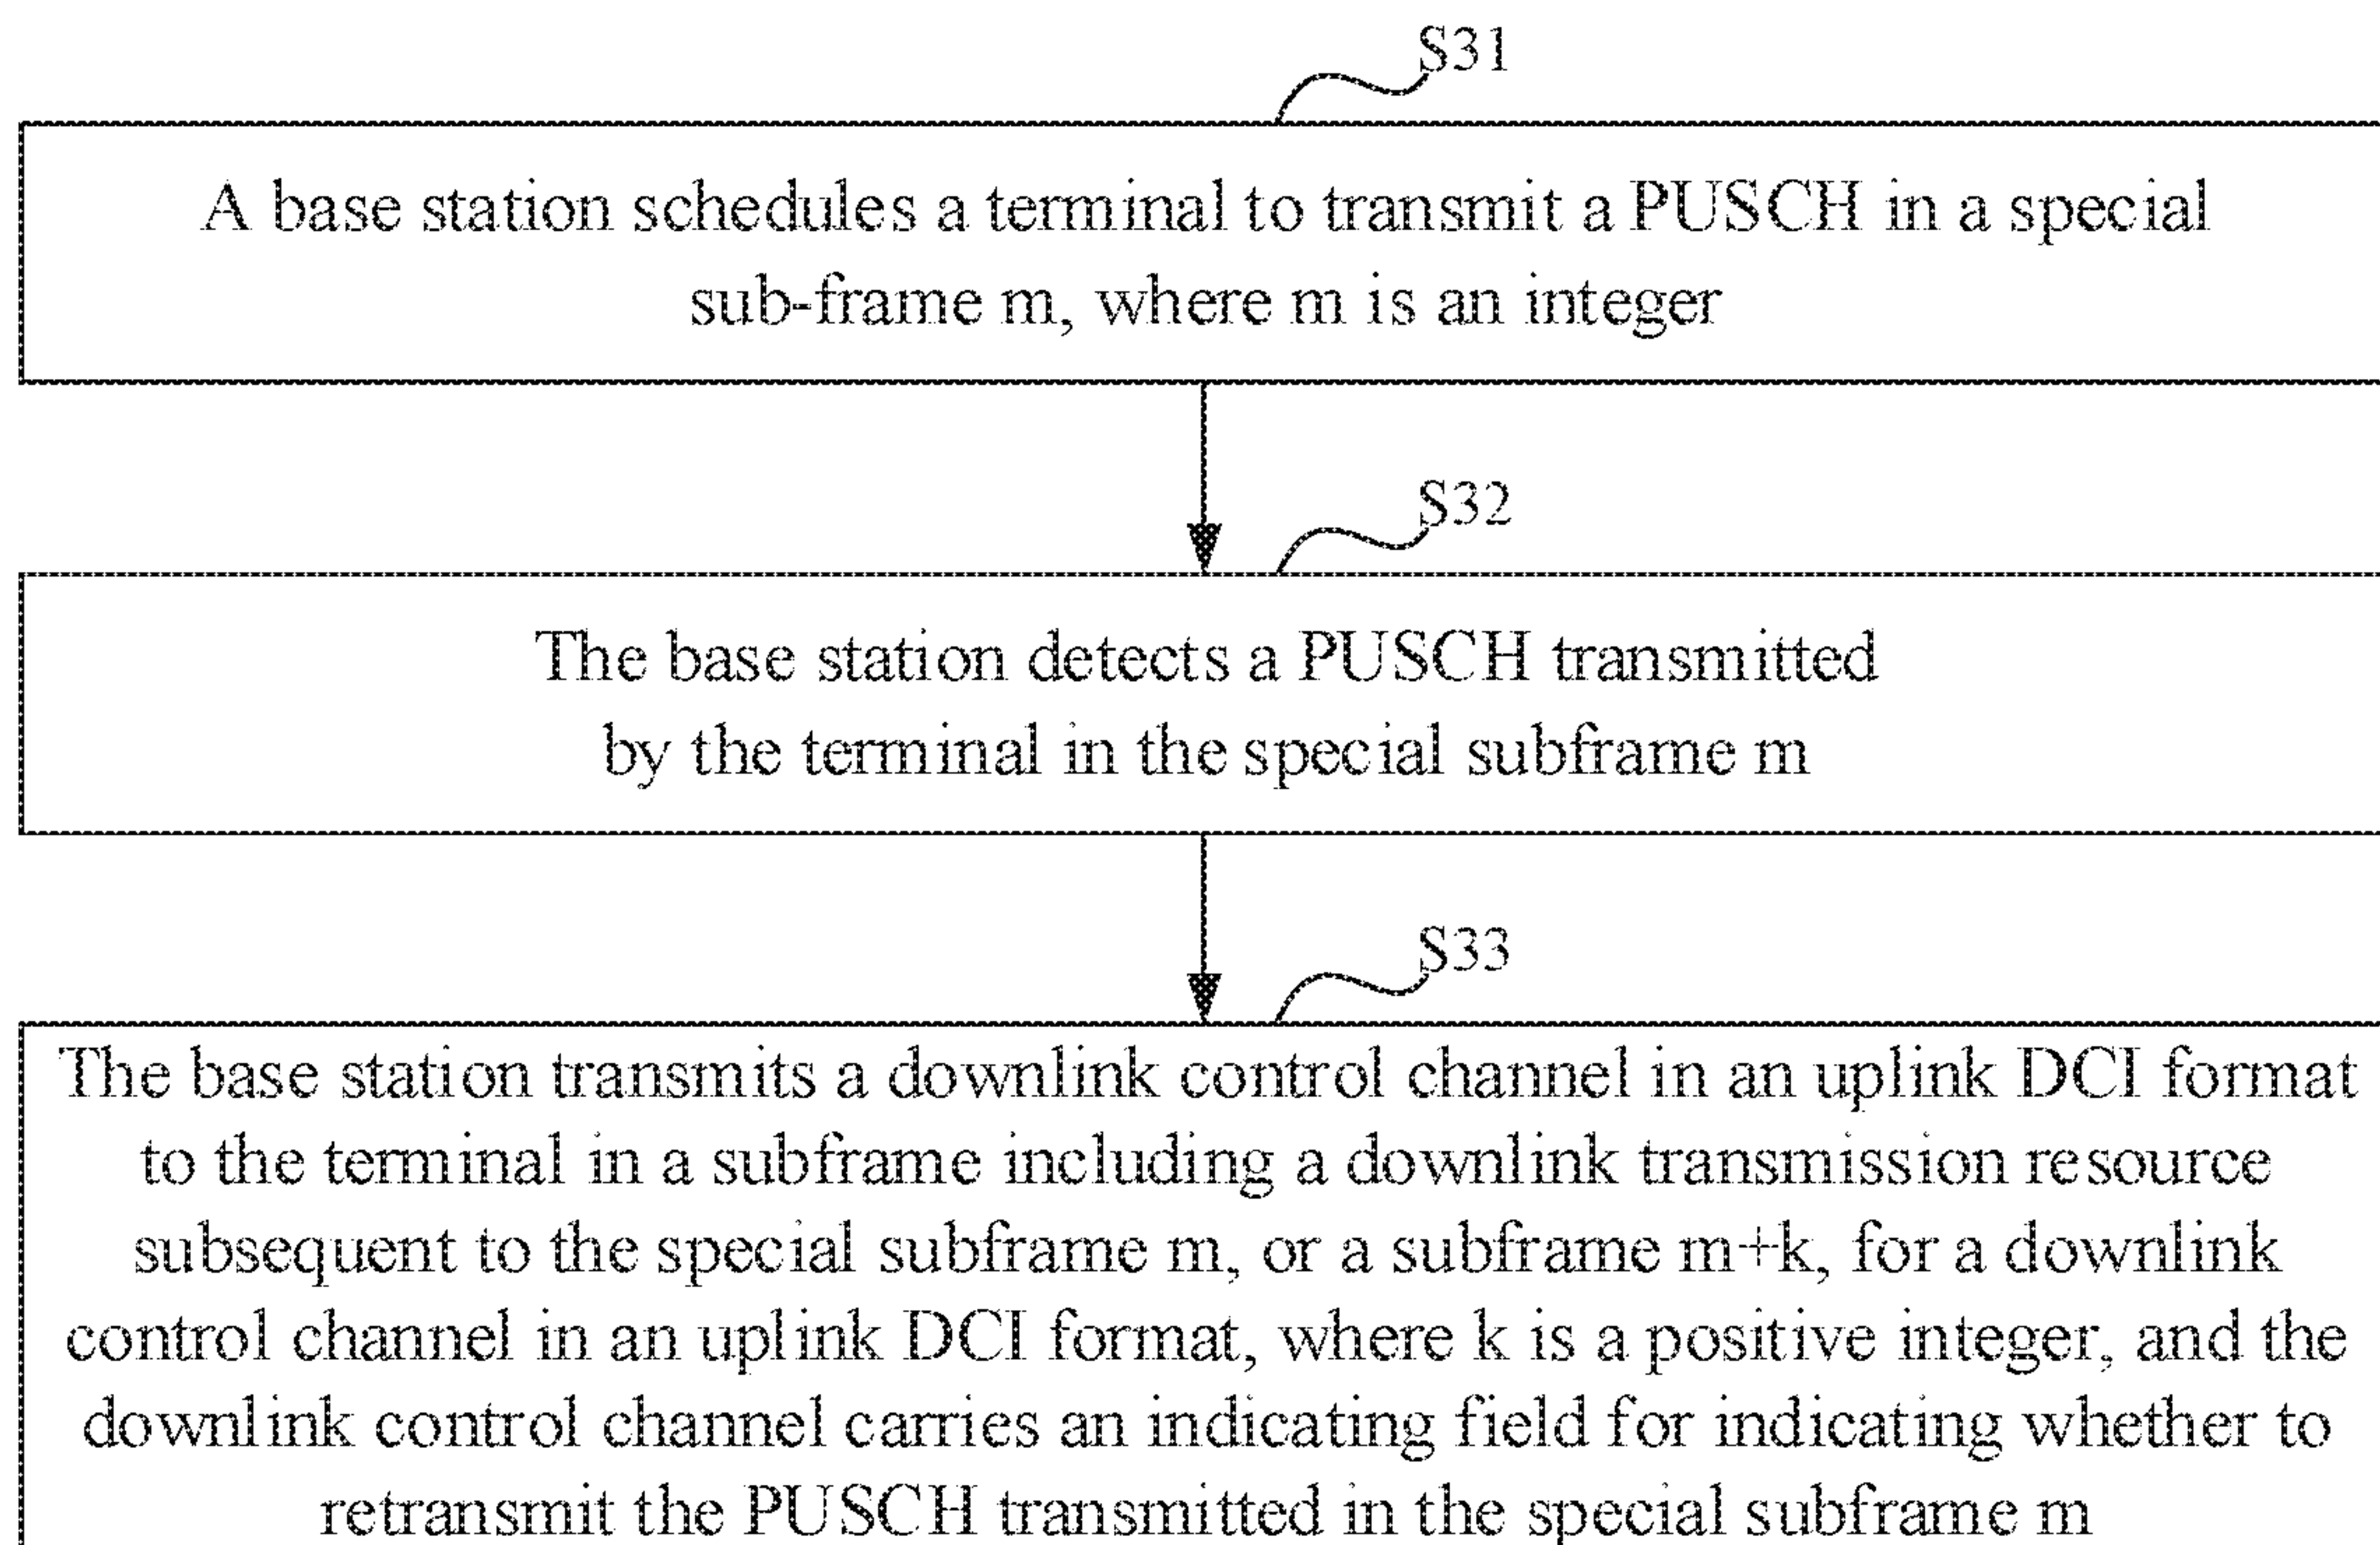 S31
A base station schedules a terminal to transmit a PUSCH in a special
sub-frame m, where m is an integer
S32
The base station detects a PUSCH transmitted
by the terminal in the special subframe m
S33
The base station transmits a downlink control channel in an uplink DCI format
to the terminal in a subframe including a downlink transmission resource
subsequent to the special subframe m, or a subframe m+k, for a downlink
control channel in an uplink DCI format, where k is a positive integer, and the
downlink control channel carries an indicating field for indicating whether to
retransmit the PUSCH transmitted in the special subframe m